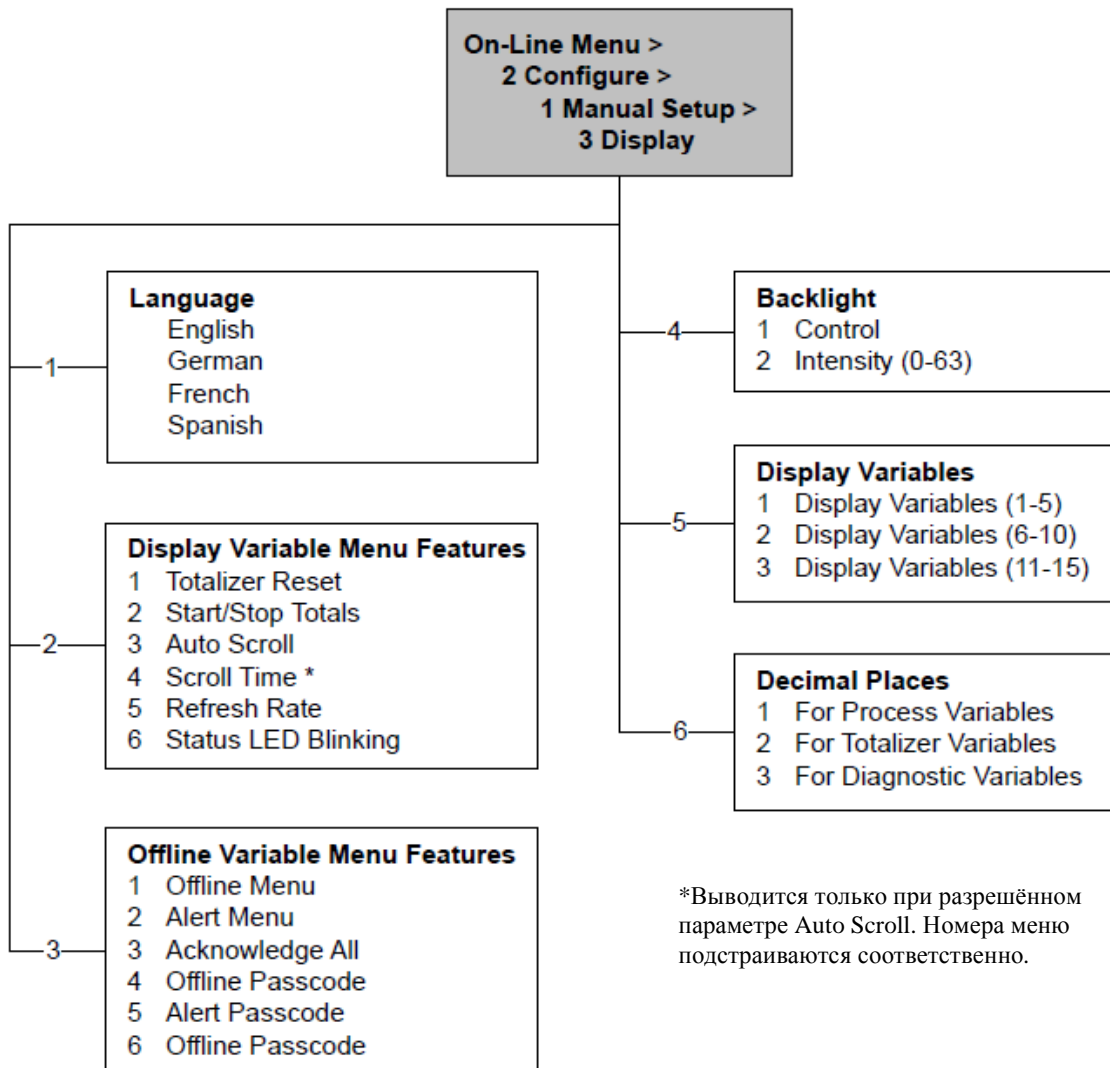 On-Line Menu >
2 Configure >
1 Manual Setup >
3 Display
1
Language
English
German
French
Spanish
2
Display Variable Menu Features
1 Totalizer Reset
2 Start/Stop Totals
3 Auto Scroll
4 Scroll Time *
5 Refresh Rate
6 Status LED Blinking
3
Offline Variable Menu Features
1 Offline Menu
2 Alert Menu
3 Acknowledge All
4 Offline Passcode
5 Alert Passcode
6 Offline Passcode
4
Backlight
1 Control
2 Intensity (0-63)
5
Display Variables
1 Display Variables (1-5)
2 Display Variables (6-10)
3 Display Variables (11-15)
6
Decimal Places
1 For Process Variables
2 For Totalizer Variables
3 For Diagnostic Variables
*Выводится только при разрешённом
параметре Auto Scroll. Номера меню
подстраиваются соответственно.